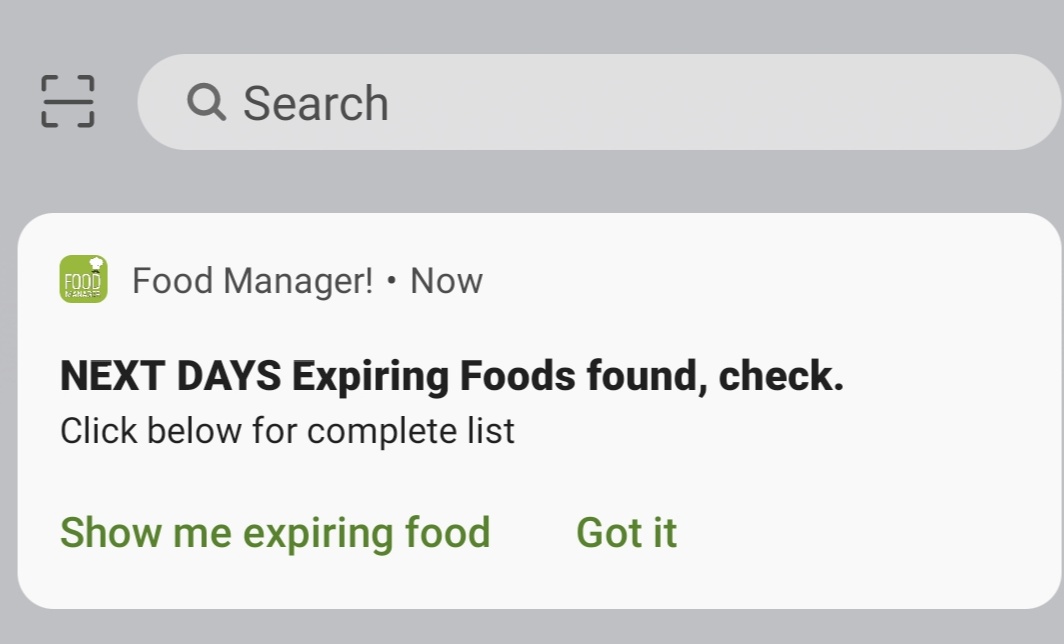 Search
FOOD
MANAGER
Food Manager! • Now
NEXT DAYS Expiring Foods found, check.
Click below for complete list
Show me expiring food Got it